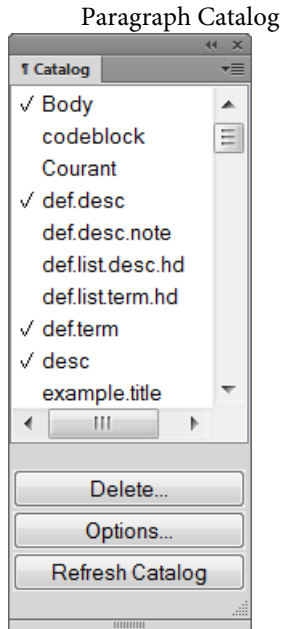 Paragraph Catalog
¶ Catalog
✓ Body
codeblock
Courant
✓ def.desc
def.desc.note
def.list.desc.hd
def.list.term.hd
✓ def.term
✓ desc
example.title
Delete...
Options...
Refresh Catalog